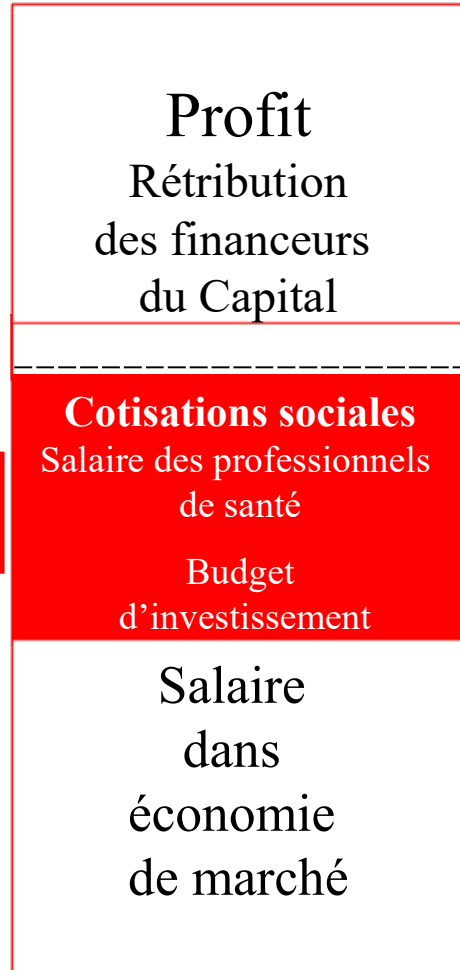 Profit
Rétribution
des financeurs
du Capital
Cotisations sociales
Salaire des professionnels
de santé
Budget
d’investissement
Salaire
dans
économie
de marché